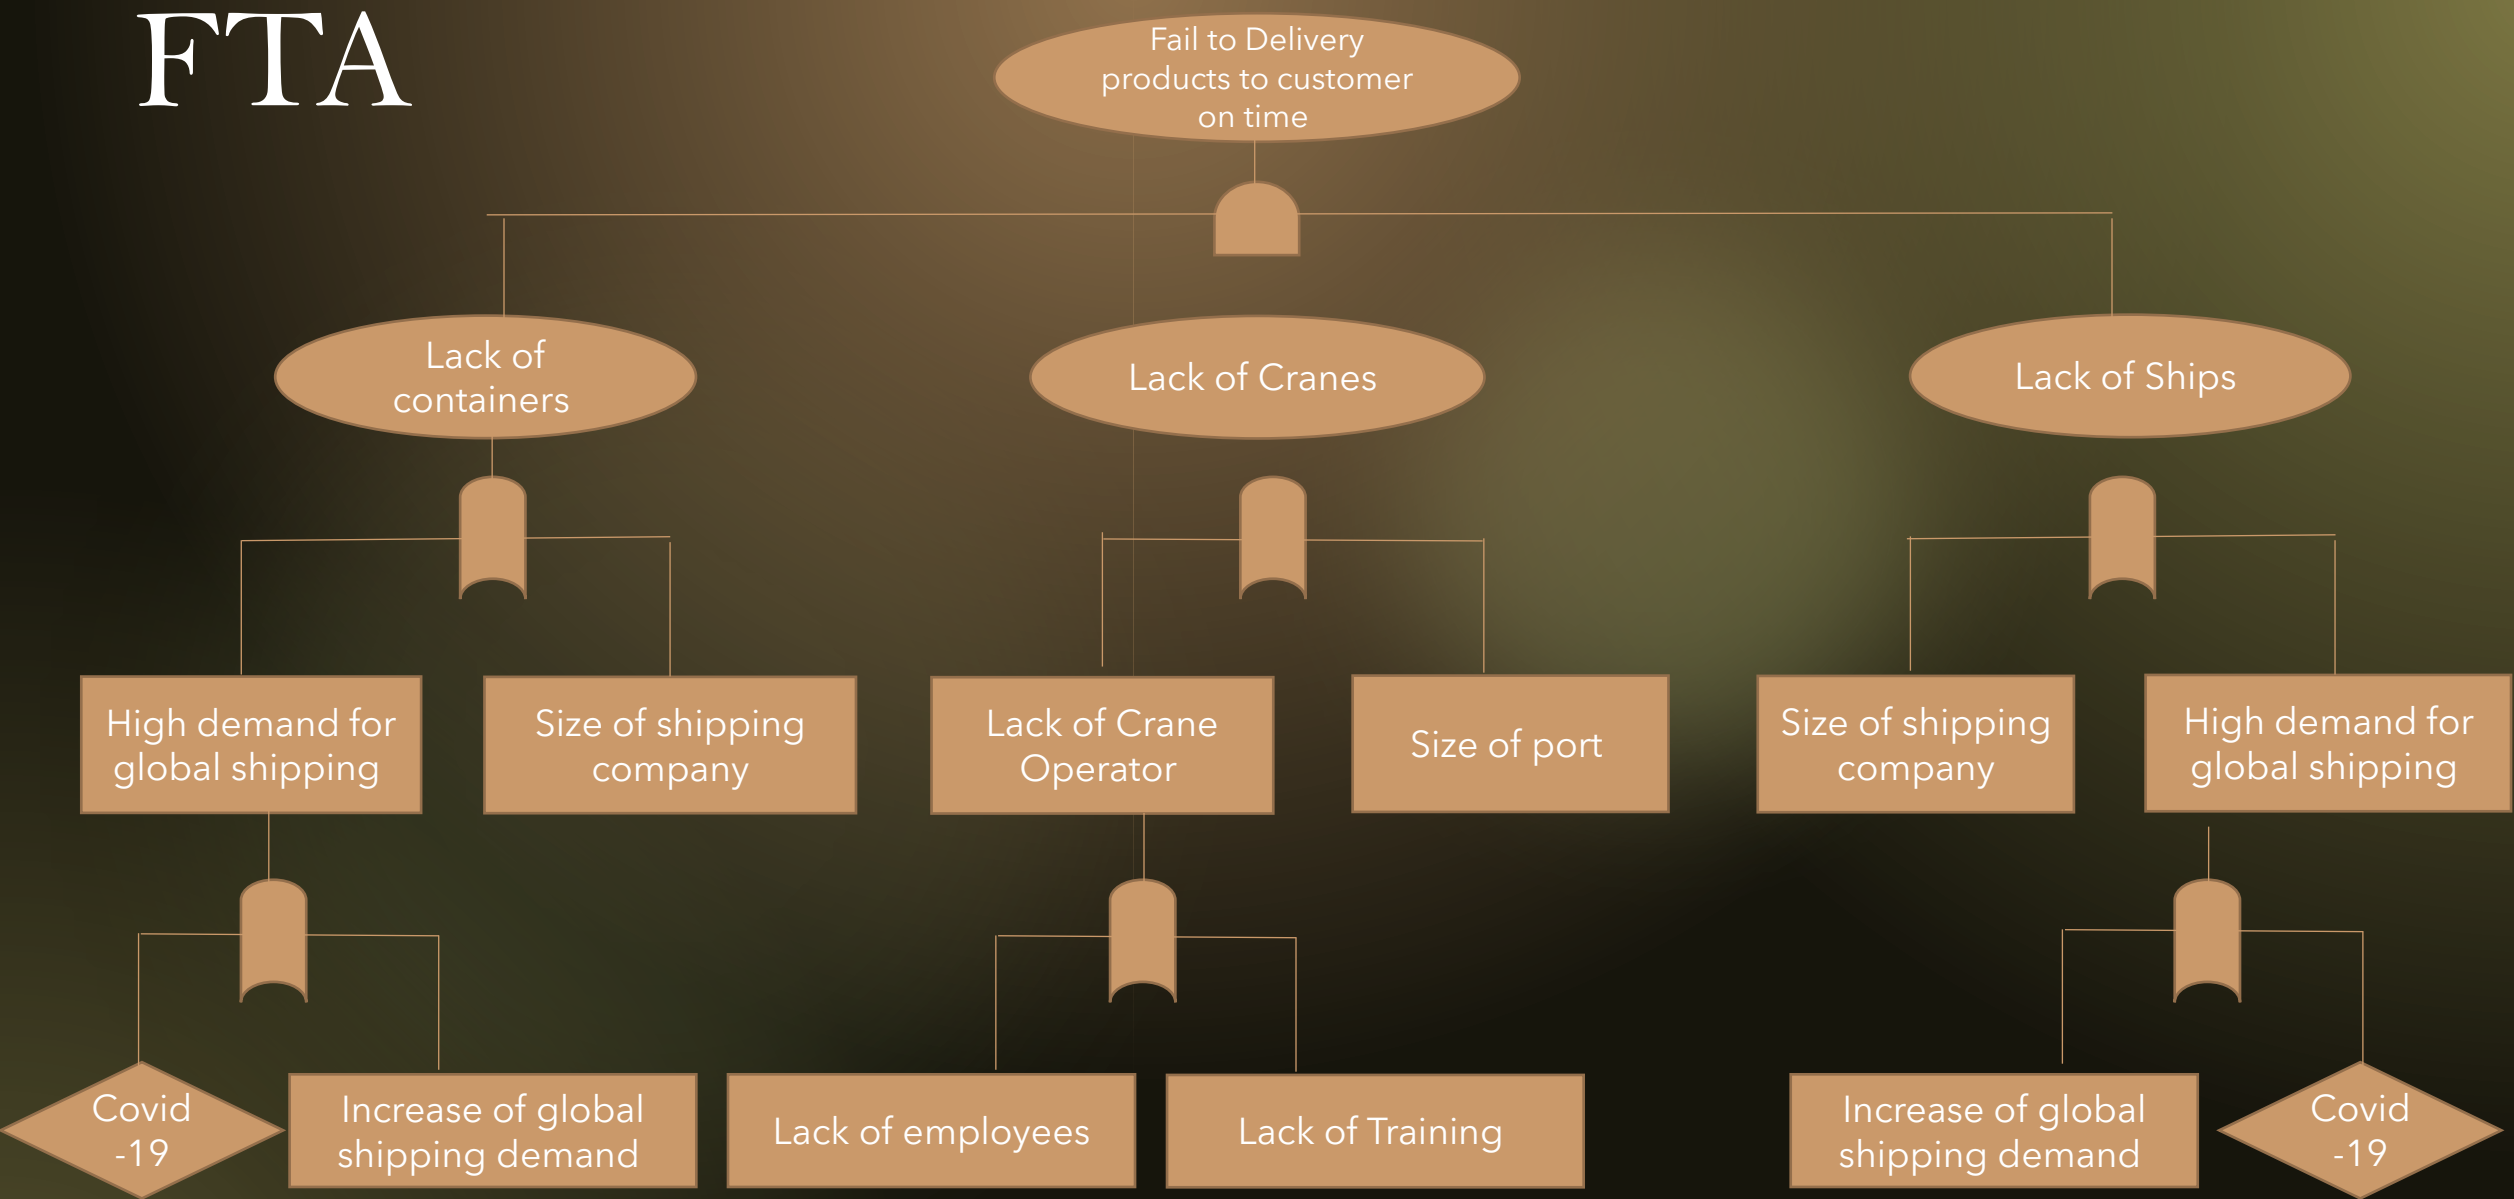 FTA
Fail to Delivery
products to customer
on time
Lack of
containers
Lack of Cranes
Lack of Ships
High demand for
global shipping
Size of shipping
company
Lack of Crane
Operator
Size of port
Size of shipping
company
High demand for
global shipping
Covid
-19
Increase of global
shipping demand
Lack of employees
Lack of Training
Increase of global
shipping demand
Covid
-19